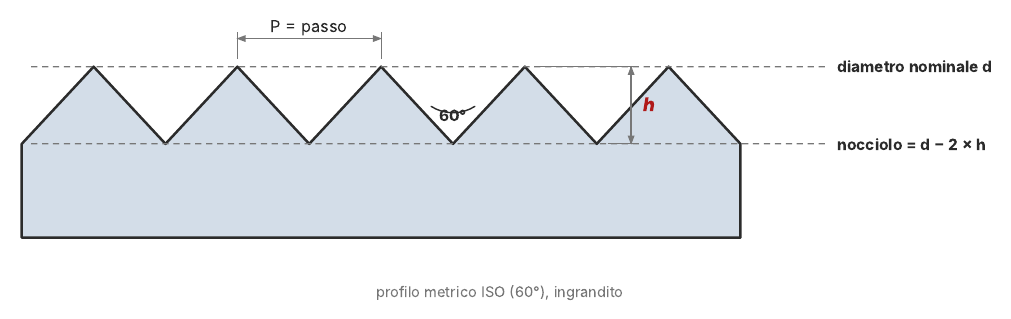 P = passo
diametro nominale d
60°
h
nocciolo = d − 2 × h
profilo metrico ISO (60°), ingrandito